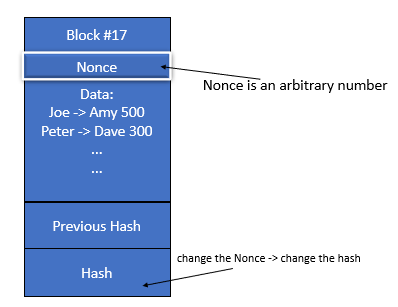 Block #17
Nonce
Nonce is an arbitrary number
Data:
Joe -> Amy 500
Peter -> Dave 300
...
...
Previous Hash
change the Nonce -> change the hash
Hash